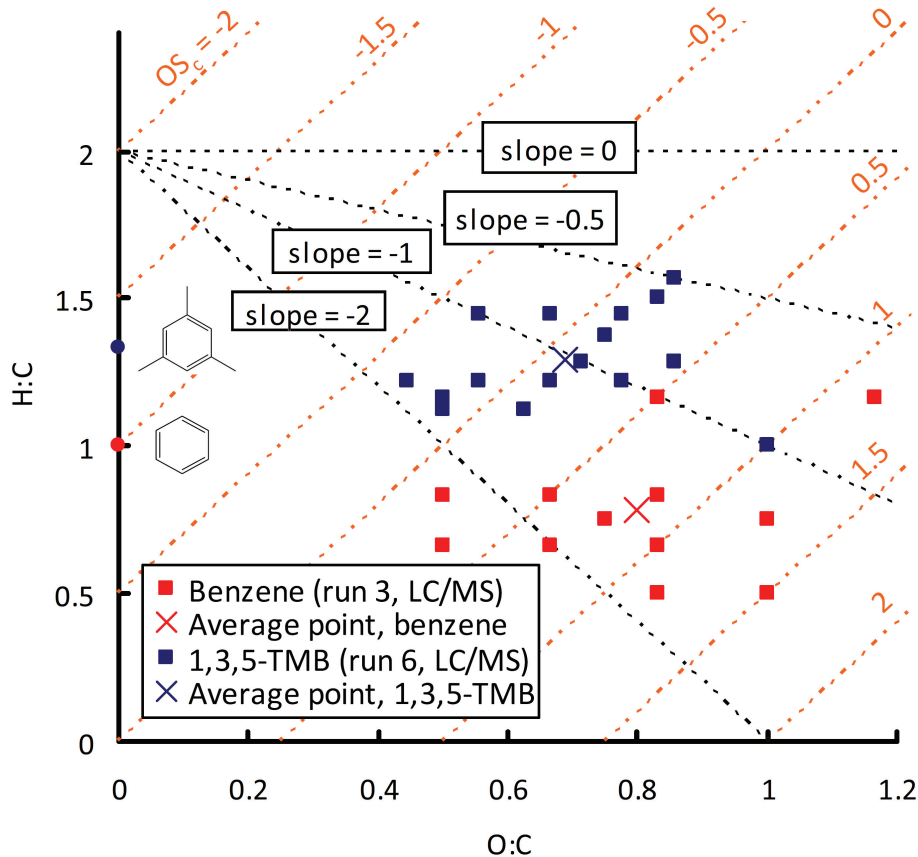 OSc = -2
-1.5
-1
-0.5
0
0.5
1
1.5
2
slope = 0
slope = -0.5
slope = -1
slope = -2
H:C
2
1.5
1
0.5
0
Benzene (run 3, LC/MS)
Average point, benzene
1,3,5-TMB (run 6, LC/MS)
Average point, 1,3,5-TMB
0
0.2
0.4
0.6
0.8
1
1.2
O:C